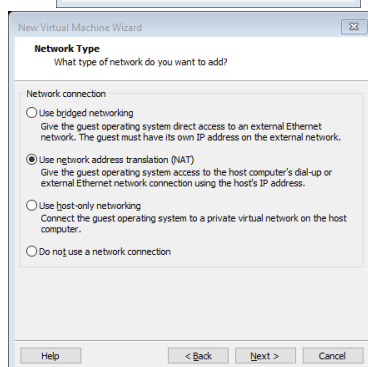 New Virtual Machine Wizard
Network Type
What type of network do you want to add?
Network connection
Use bridged networking
Give the guest operating system direct access to an external Ethernet
network. The guest must have its own IP address on the external network.
Use network address translation (NAT)
Give the guest operating system access to the host computer's dial-up or
external Ethernet network connection using the host's IP address.
Use host-only networking
Connect the guest operating system to a private virtual network on the host
computer.
Do not use a network connection
Help
< Back
Next >
Cancel